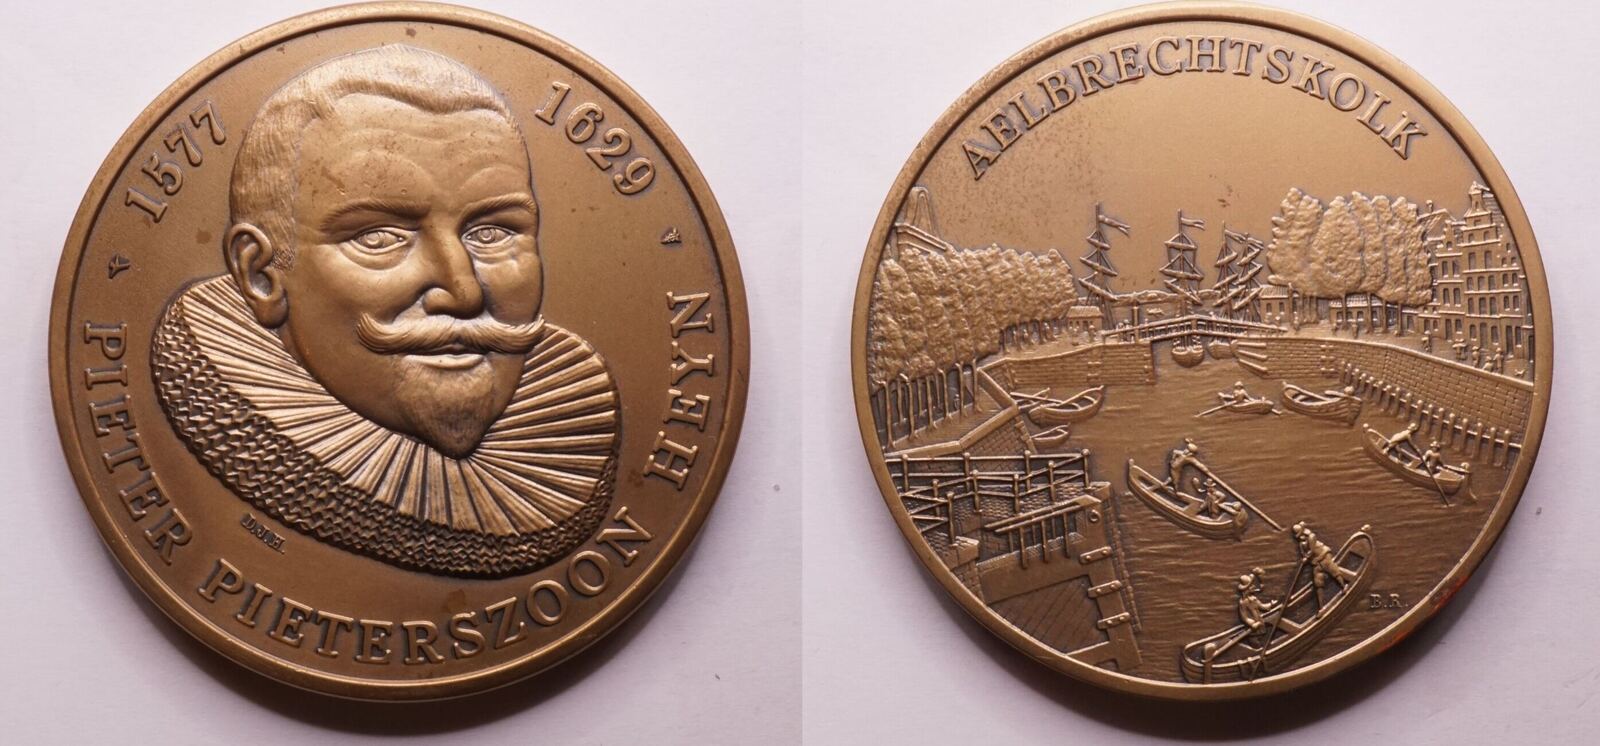 1577 1629
PIETER PIETERSZOON HEYN
D.J.H.
AELBRECHTSKOLK
B.R.